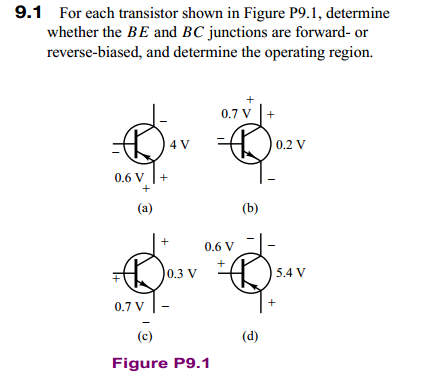 9.1 For each transistor shown in Figure P9.1, determine
whether the BE and BC junctions are forward- or
reverse-biased, and determine the operating region.
−
− 4 V
0.6 V +
+
(a)
+
0.7 V +
− 0.2 V
−
(b)
+
+ 0.3 V
0.7 V −
−
(c)
0.6 V − −
+ 5.4 V
+
(d)
Figure P9.1